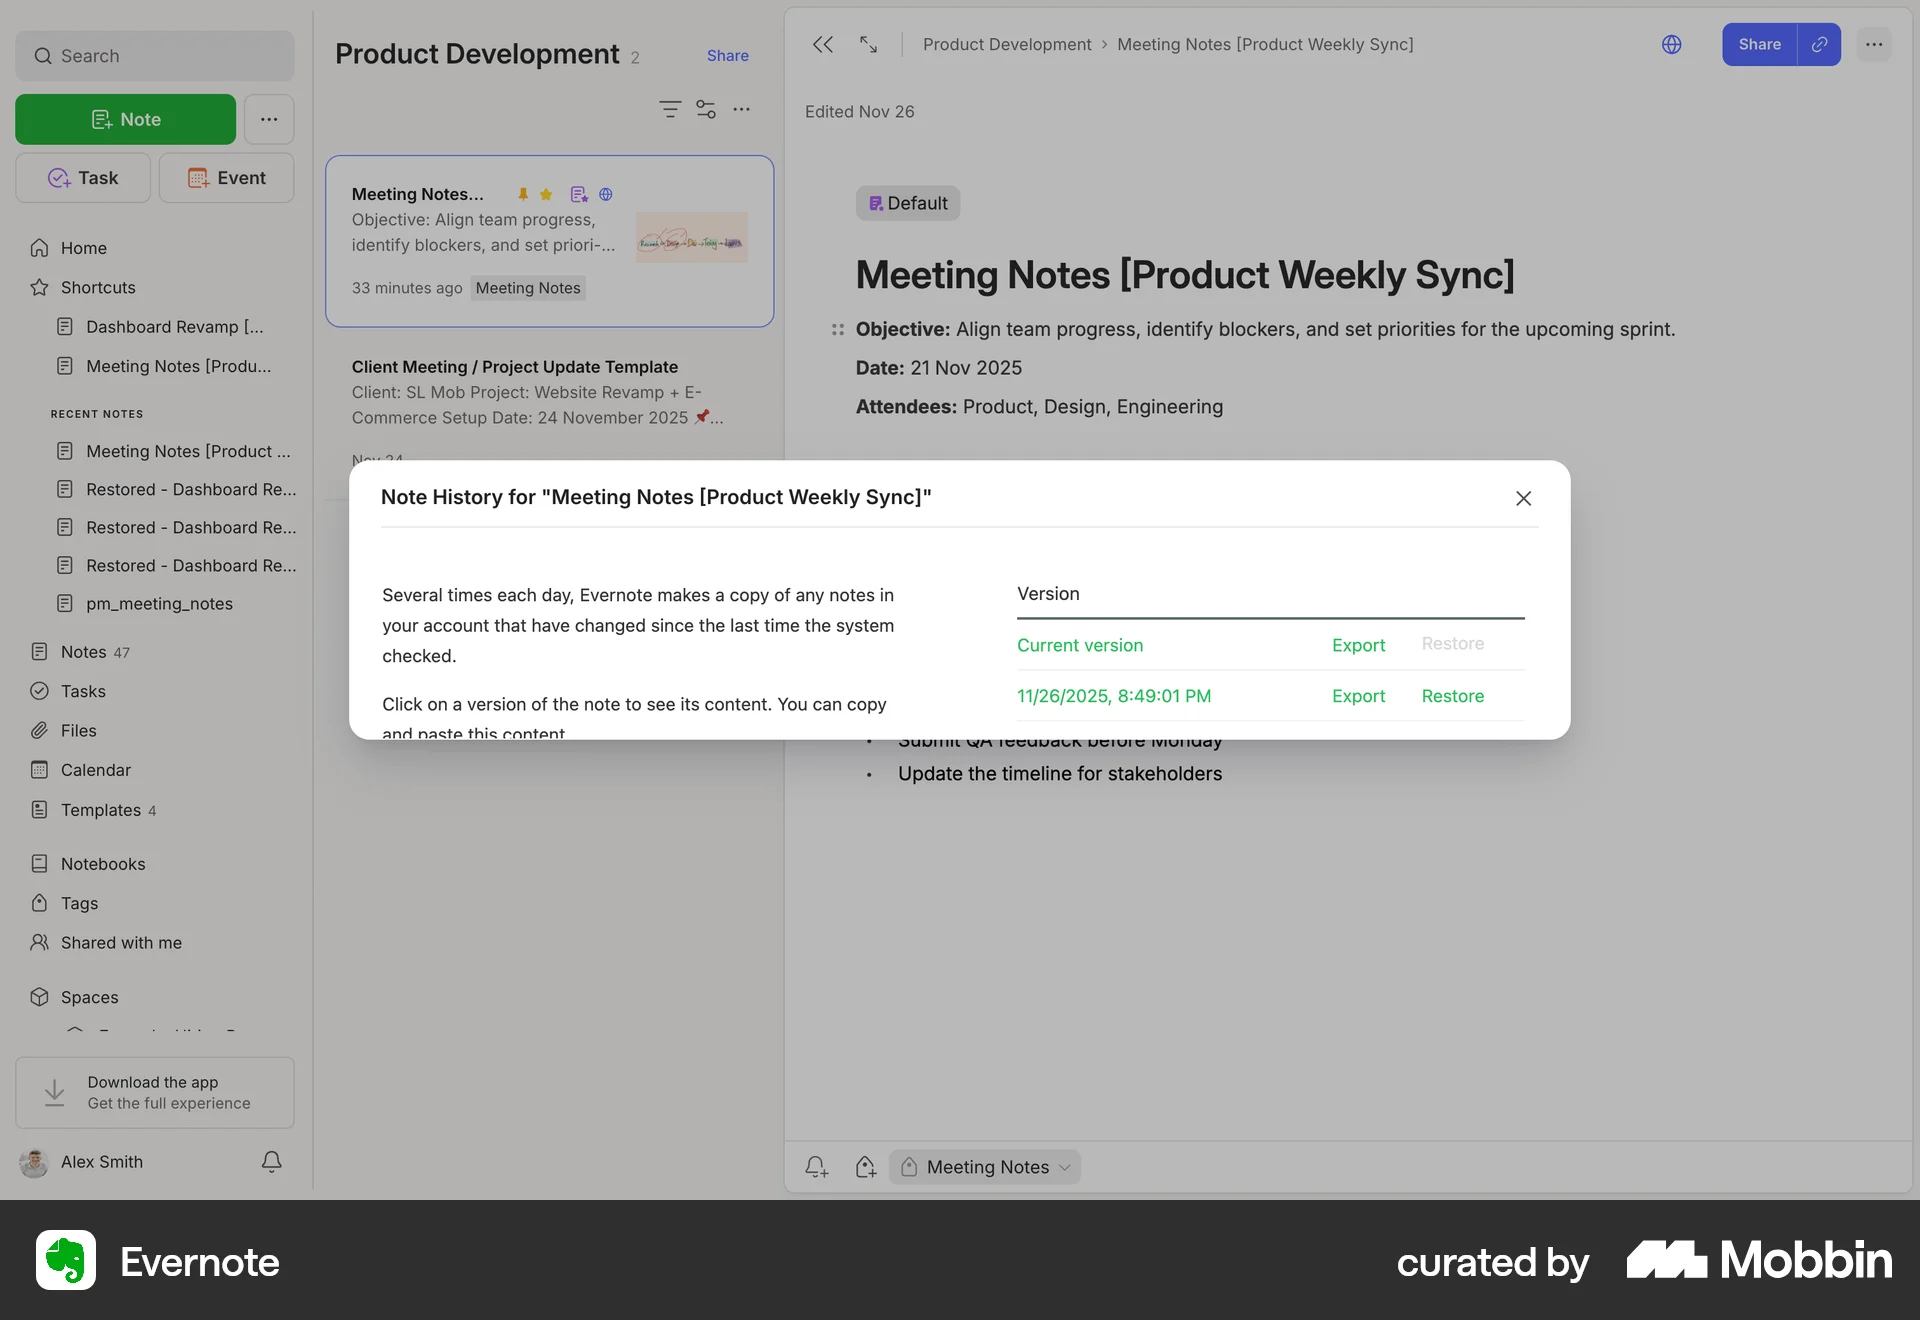 Search
Note
Task
Event
Home
Shortcuts
Dashboard Revamp [...
Meeting Notes [Produ...
RECENT NOTES
Meeting Notes [Product ...
Restored - Dashboard Re...
Restored - Dashboard Re...
Restored - Dashboard Re...
pm_meeting_notes
Notes 47
Tasks
Files
Calendar
Templates 4
Notebooks
Tags
Shared with me
Spaces
Download the app
Get the full experience
Alex Smith
Product Development 2
Share
Meeting Notes...
Objective: Align team progress,
identify blockers, and set priori-...
33 minutes ago
Meeting Notes
Client Meeting / Project Update Template
Client: SL Mob Project: Website Revamp + E-
Commerce Setup Date: 24 November 2025 📌...
Nov 24
Product Development > Meeting Notes [Product Weekly Sync]
Share
Edited Nov 26
Default
Meeting Notes [Product Weekly Sync]
Objective: Align team progress, identify blockers, and set priorities for the upcoming sprint.
Date: 21 Nov 2025
Attendees: Product, Design, Engineering
Note History for "Meeting Notes [Product Weekly Sync]"
Several times each day, Evernote makes a copy of any notes in
your account that have changed since the last time the system
checked.
Click on a version of the note to see its content. You can copy
and paste this content
Version
Current version Export Restore
11/26/2025, 8:49:01 PM Export Restore
• Submit QA feedback before Monday
• Update the timeline for stakeholders
Meeting Notes
Evernote
curated by Mobbin